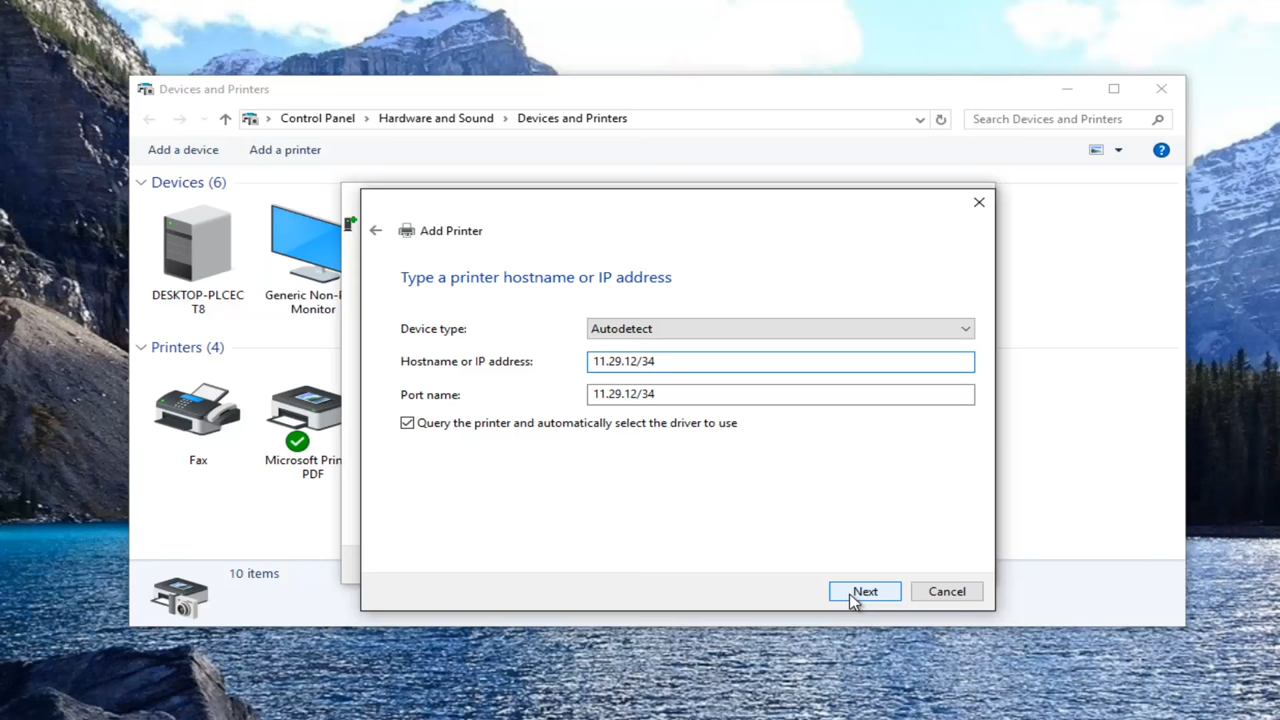 Devices and Printers
Control Panel > Hardware and Sound > Devices and Printers
Search Devices and Printers
Add a device Add a printer
Devices (6)
DESKTOP-PLCEC
T8
Generic Non-
Monitor
Printers (4)
Fax
Microsoft Prin
PDF
10 items
Add Printer
Type a printer hostname or IP address
Device type: Autodetect
Hostname or IP address: 11.29.12/34
Port name: 11.29.12/34
Query the printer and automatically select the driver to use
Next Cancel